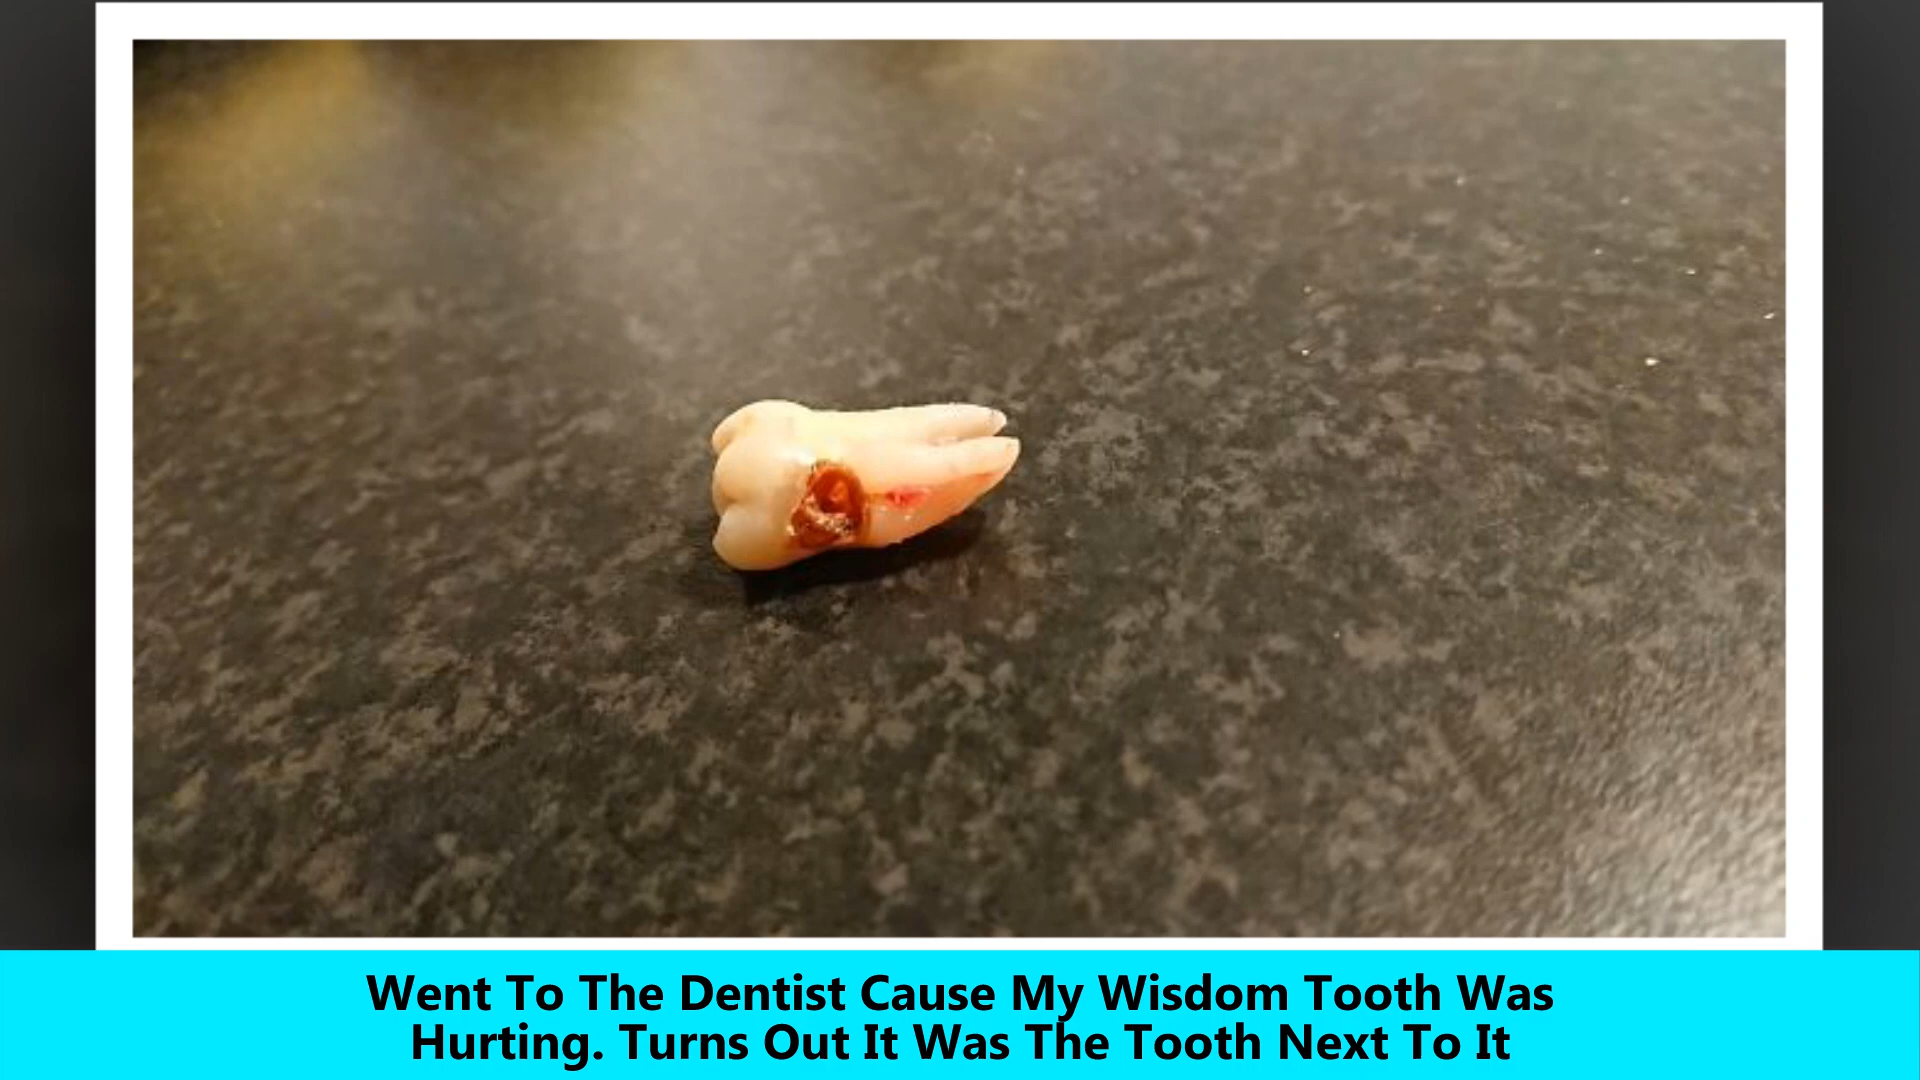 Went To The Dentist Cause My Wisdom Tooth Was
Hurting. Turns Out It Was The Tooth Next To It